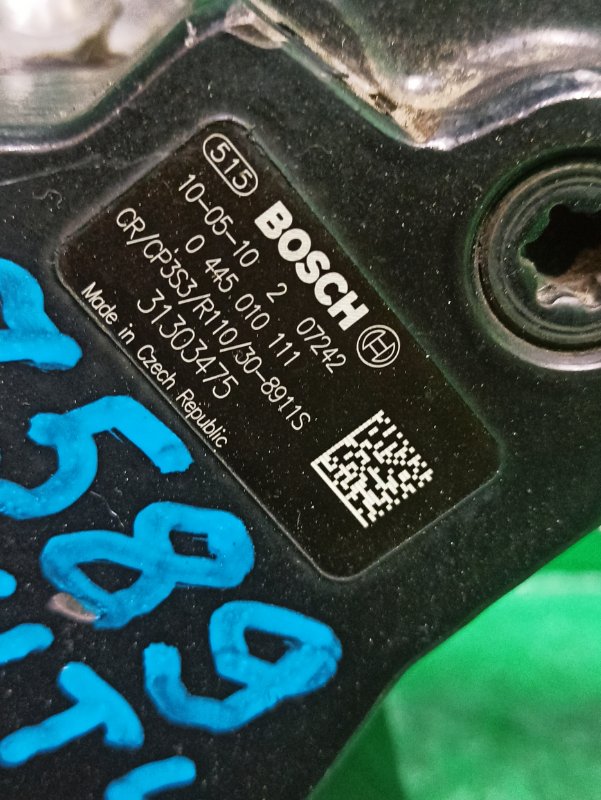 515
BOSCH
10-05-10 2 07242
0 445 010 111
CR/CP3S3/R110/30-8911S
31303475
Made in Czech Republic
589